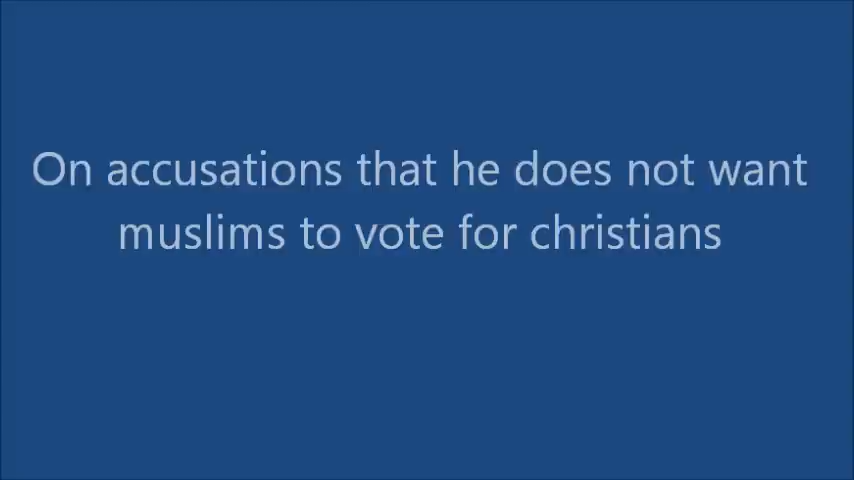 On accusations that he does not want
muslims to vote for christians